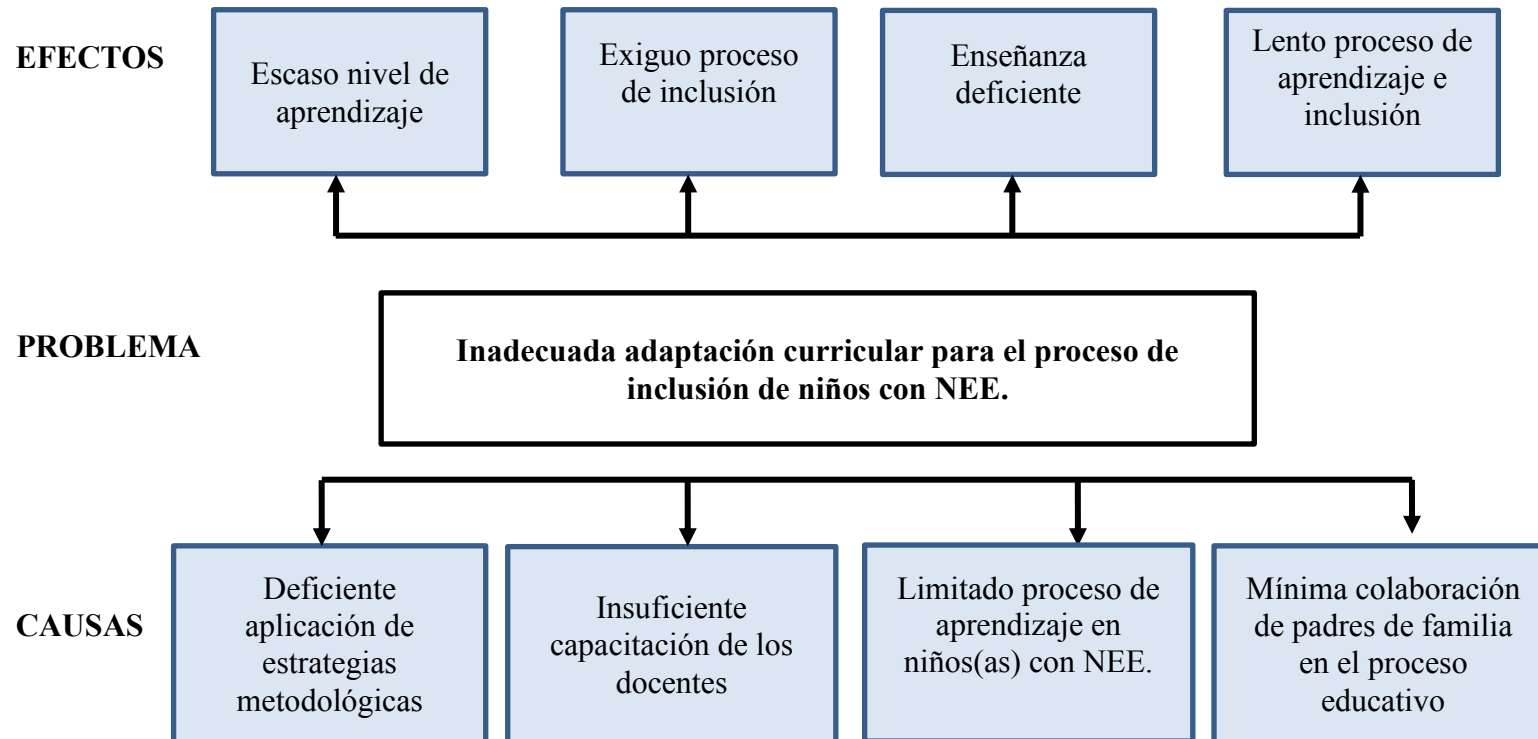 EFECTOS
Escaso nivel de
aprendizaje
Exiguo proceso
de inclusión
Enseñanza
deficiente
Lento proceso de
aprendizaje e
inclusión
PROBLEMA
Inadecuada adaptación curricular para el proceso de
inclusión de niños con NEE.
CAUSAS
Deficiente
aplicación de
estrategias
metodológicas
Insuficiente
capacitación de los
docentes
Limitado proceso de
aprendizaje en
niños(as) con NEE.
Mínima colaboración
de padres de familia
en el proceso
educativo